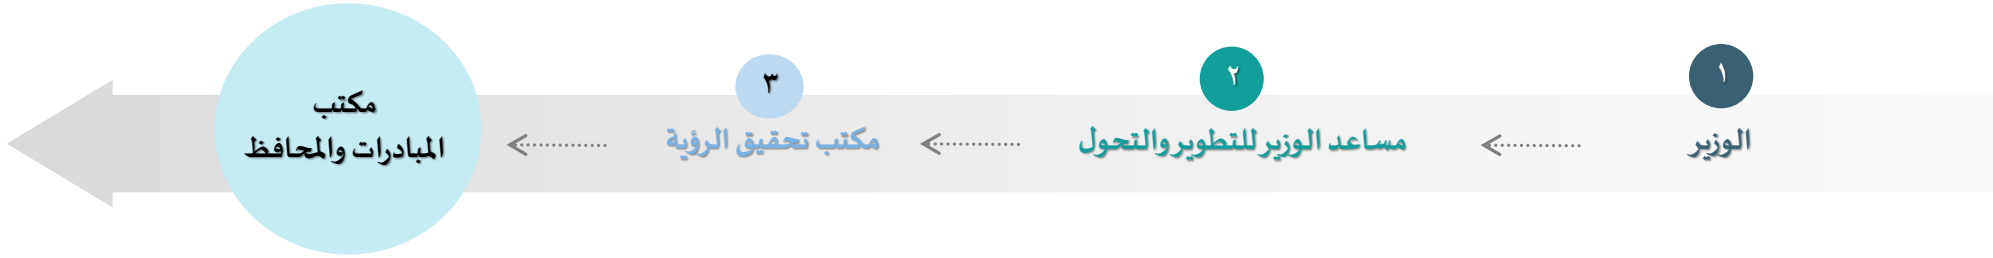 ١
الوزير
٢
مساعد الوزير للتطوير والتحول
٣
مكتب تحقيق الرؤية
مكتب
المبادرات والمحافظ